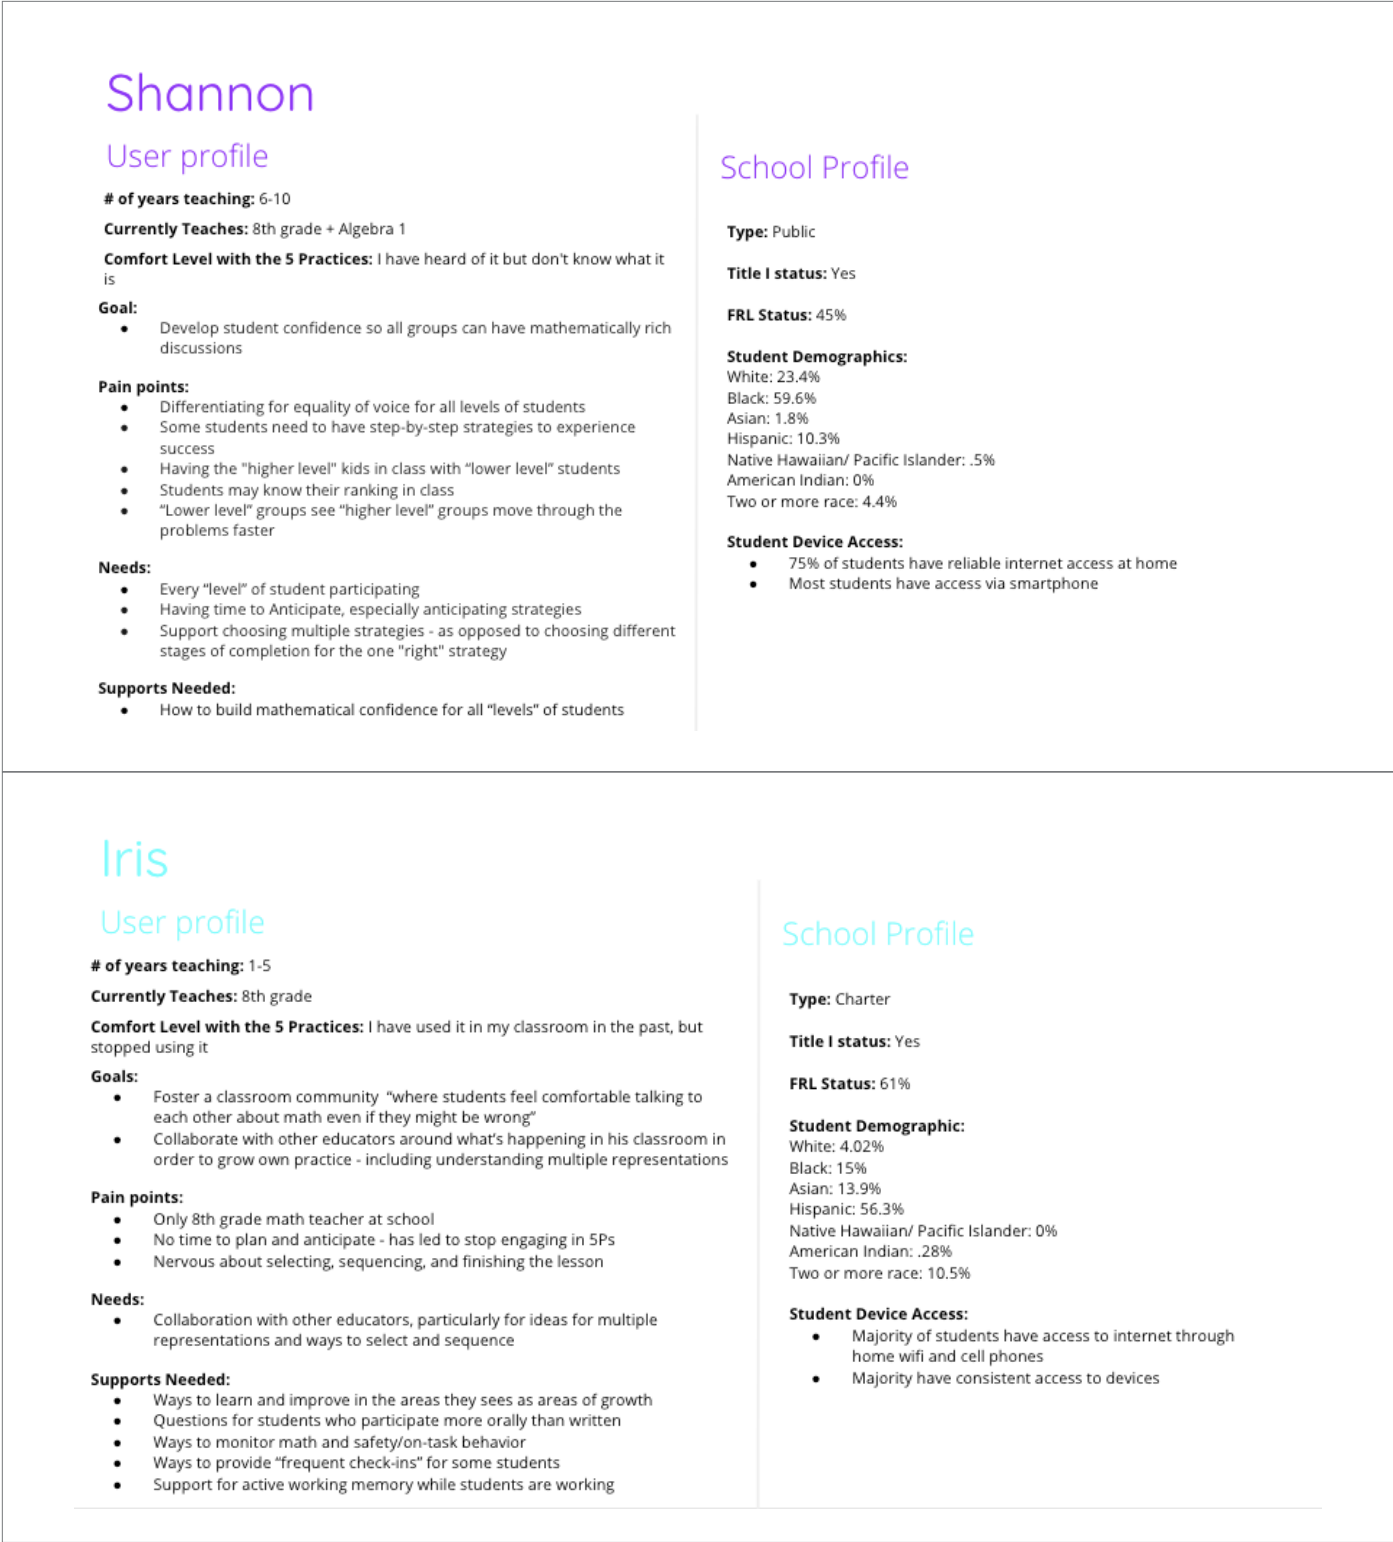 Shannon
User profile
# of years teaching: 6-10
Currently Teaches: 8th grade + Algebra 1
Comfort Level with the 5 Practices: I have heard of it but don't know what it
is
Goal:
● Develop student confidence so all groups can have mathematically rich
discussions
Pain points:
● Differentiating for equality of voice for all levels of students
● Some students need to have step-by-step strategies to experience
success
● Having the "higher level" kids in class with “lower level” students
● Students may know their ranking in class
● “Lower level” groups see “higher level” groups move through the
problems faster
Needs:
● Every “level” of student participating
● Having time to Anticipate, especially anticipating strategies
● Support choosing multiple strategies - as opposed to choosing different
stages of completion for the one "right" strategy
Supports Needed:
● How to build mathematical confidence for all “levels” of students
School Profile
Type: Public
Title I status: Yes
FRL Status: 45%
Student Demographics:
White: 23.4%
Black: 59.6%
Asian: 1.8%
Hispanic: 10.3%
Native Hawaiian/ Pacific Islander: .5%
American Indian: 0%
Two or more race: 4.4%
Student Device Access:
● 75% of students have reliable internet access at home
● Most students have access via smartphone
Iris
User profile
# of years teaching: 1-5
Currently Teaches: 8th grade
Comfort Level with the 5 Practices: I have used it in my classroom in the past, but
stopped using it
Goals:
● Foster a classroom community “where students feel comfortable talking to
each other about math even if they might be wrong”
● Collaborate with other educators around what's happening in his classroom in
order to grow own practice - including understanding multiple representations
Pain points:
● Only 8th grade math teacher at school
● No time to plan and anticipate - has led to stop engaging in 5Ps
● Nervous about selecting, sequencing, and finishing the lesson
Needs:
● Collaboration with other educators, particularly for ideas for multiple
representations and ways to select and sequence
Supports Needed:
● Ways to learn and improve in the areas they sees as areas of growth
● Questions for students who participate more orally than written
● Ways to monitor math and safety/on-task behavior
● Ways to provide “frequent check-ins” for some students
● Support for active working memory while students are working
School Profile
Type: Charter
Title I status: Yes
FRL Status: 61%
Student Demographic:
White: 4.02%
Black: 15%
Asian: 13.9%
Hispanic: 56.3%
Native Hawaiian/ Pacific Islander: 0%
American Indian: .28%
Two or more race: 10.5%
Student Device Access:
● Majority of students have access to internet through
home wifi and cell phones
● Majority have consistent access to devices